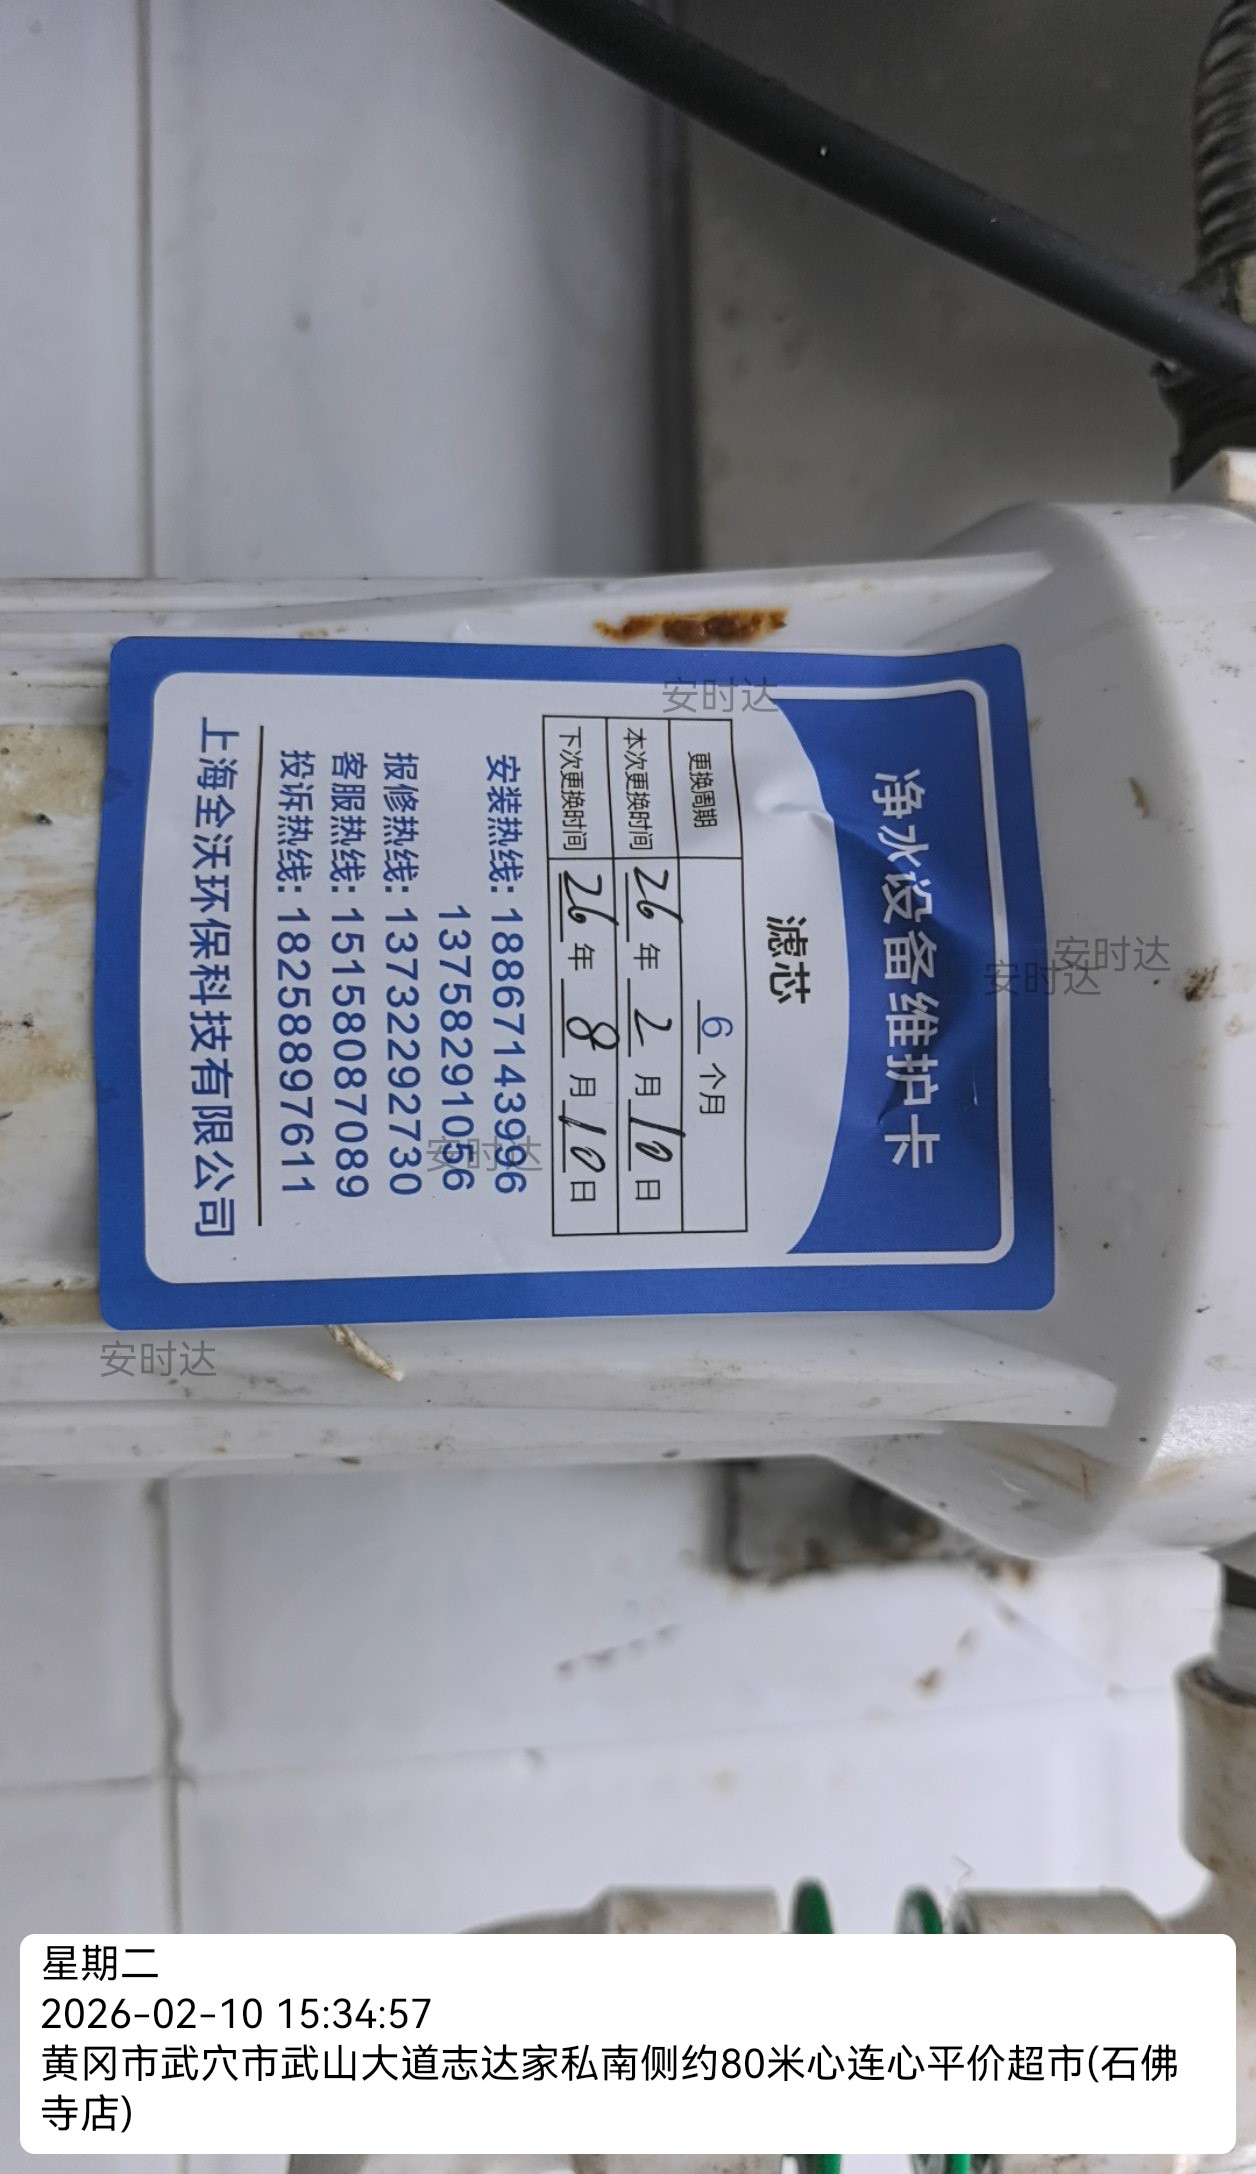 净水设备维护卡
滤芯
更换周期 6 个月
本次更换时间 26 年 2 月 10 日
下次更换时间 26 年 8 月 10 日
安装热线: 18867143996
13758291056
报修热线: 13732292730
客服热线: 15158087089
投诉热线: 18258897611
上海全沃环保科技有限公司
安时达
安时达
安时达
安时达
安时达
星期二
2026-02-10 15:34:57
黄冈市武穴市武山大道志达家私南侧约80米心连心平价超市(石佛
寺店)